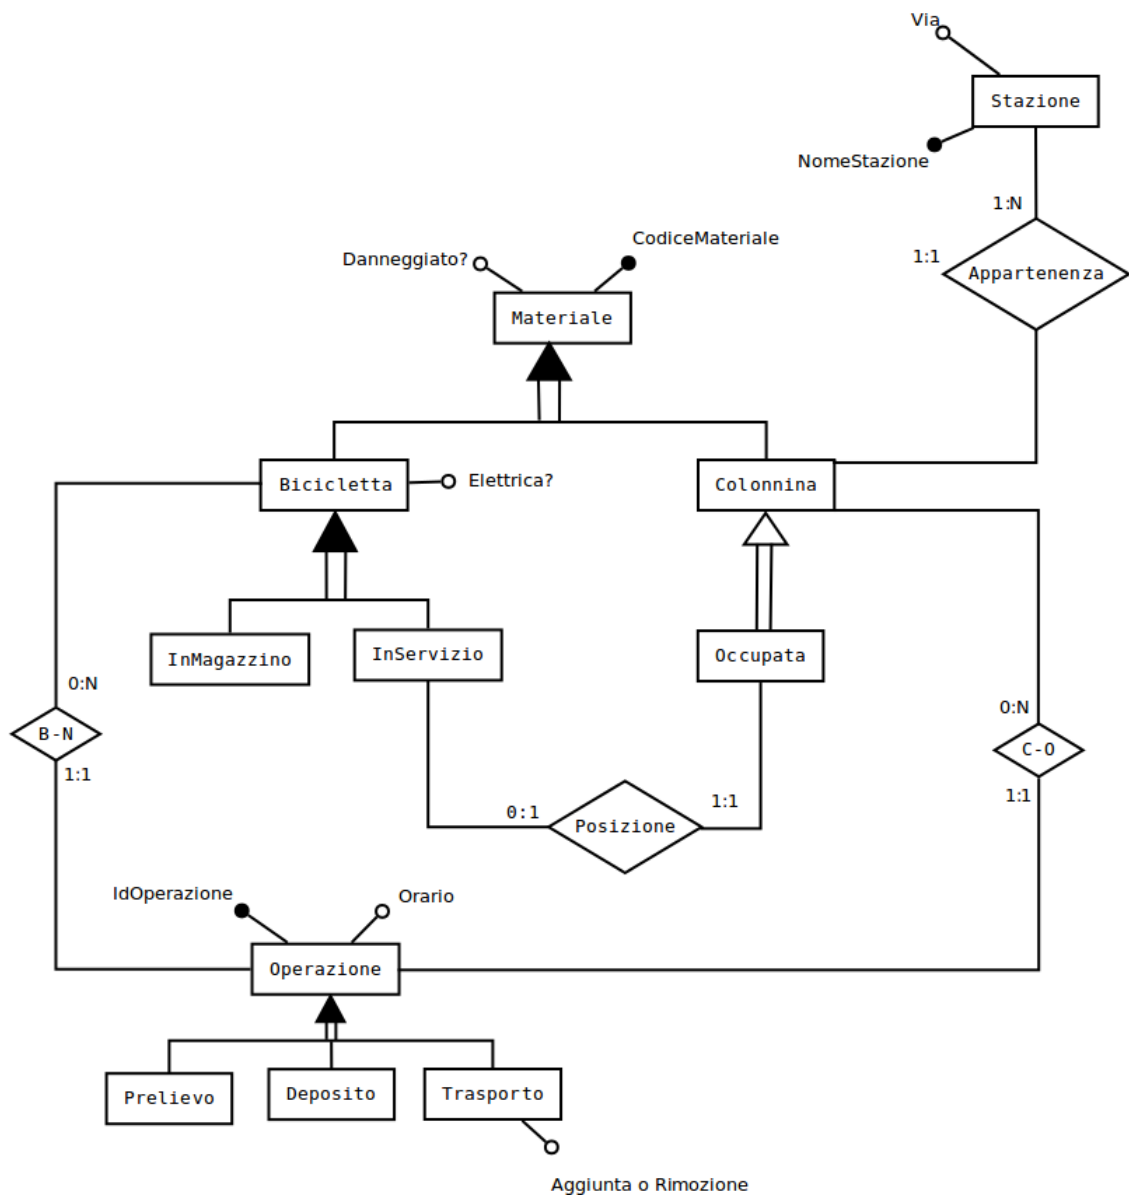 Via
Stazione
NomeStazione
1:N
CodiceMateriale
Danneggiato?
1:1
Appartenenza
Materiale
Bicicletta
Elettrica?
Colonnina
InMagazzino
InServizio
Occupata
0:N
0:N
B-N
C-O
1:1
1:1
0:1
1:1
Posizione
IdOperazione
Orario
Operazione
Prelievo
Deposito
Trasporto
Aggiunta o Rimozione